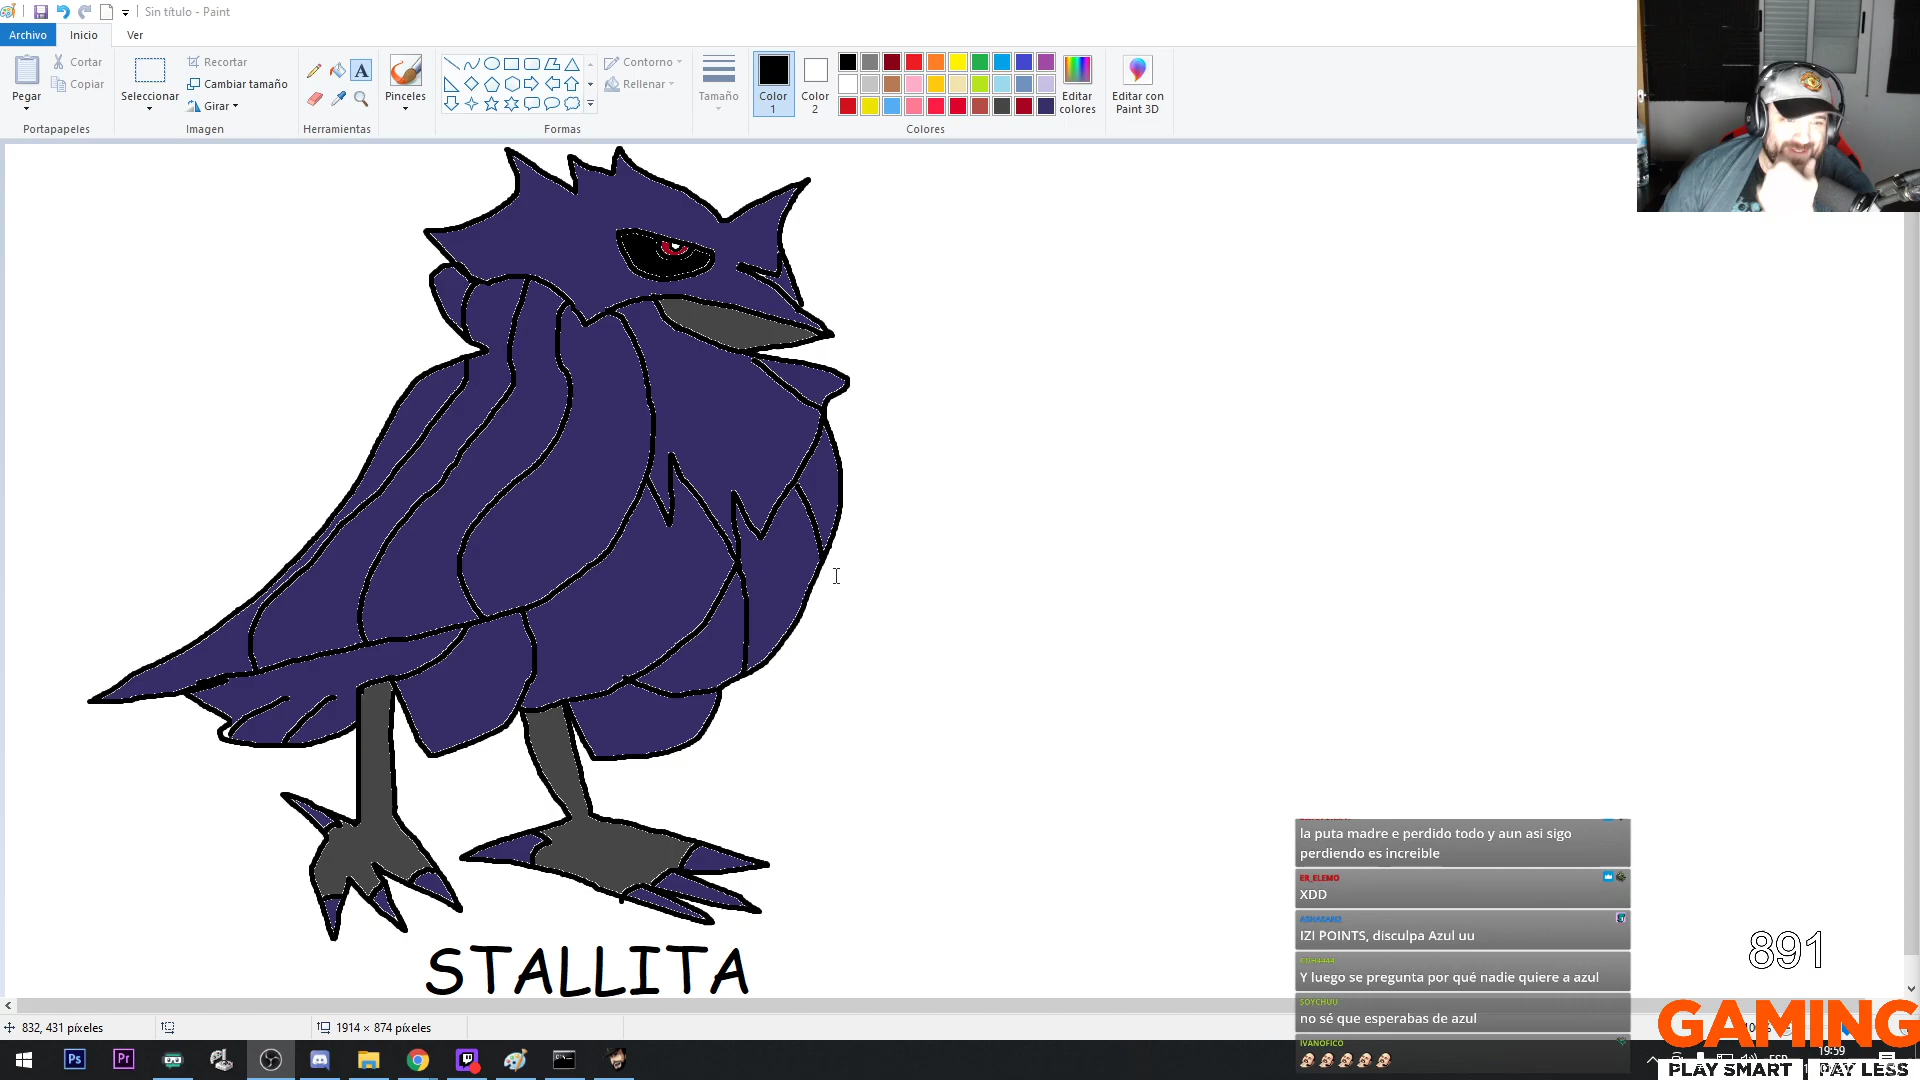 Sin título - Paint
Archivo
Inicio
Ver
Pegar
Cortar
Copiar
Portapapeles
Seleccionar
Recortar
Cambiar tamaño
Girar
Imagen
A
Herramientas
Pinceles
Contorno
Rellenar
Formas
Tamaño
Color 1
Color 2
Editar colores
Colores
Editar con Paint 3D
STALLITA
la puta madre e perdido todo y aun asi sigo
perdiendo es increible
ER_ELEMO
XDD
IZI POINTS, disculpa Azul uu
Y luego se pregunta por qué nadie quiere a azul
SOYCHUU
no sé que esperabas de azul
IVANOFICO
891
832, 431 píxeles
1914 × 874 píxeles
GAMING
Ps
Pr
19:59
PLAY SMART
PAY LESS